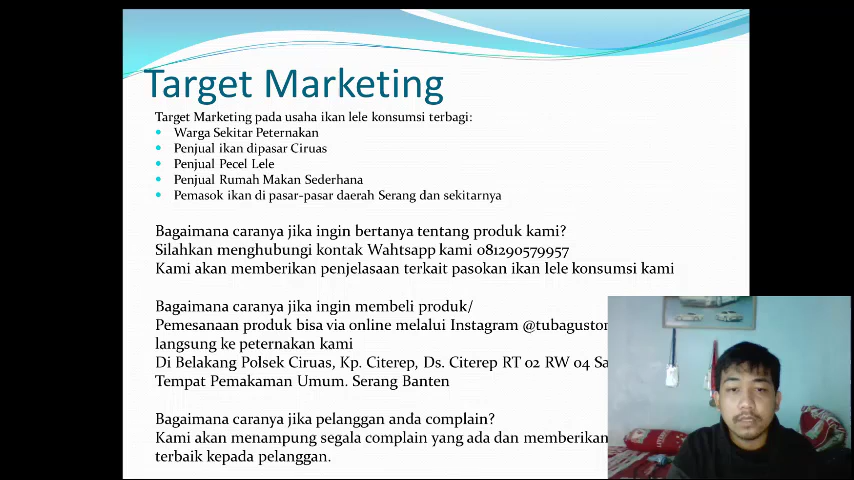 Target Marketing
Target Marketing pada usaha ikan lele konsumsi terbagi:
Warga Sekitar Peternakan
Penjual ikan dipasar Ciruas
Penjual Pecel Lele
Penjual Rumah Makan Sederhana
Pemasok ikan di pasar-pasar daerah Serang dan sekitarnya
Bagaimana caranya jika ingin bertanya tentang produk kami?
Silahkan menghubungi kontak Wahtsapp kami 081290579957
Kami akan memberikan penjelasaan terkait pasokan ikan lele konsumsi kami
Bagaimana caranya jika ingin membeli produk/
Pemesanaan produk bisa via online melalui Instagram
langsung ke peternakan kami
Di Belakang Polsek Ciruas, Kp. Citerep, Ds. Citerep RT 02 RW 04
Tempat Pemakaman Umum. Serang Banten
Bagaimana caranya jika pelanggan anda complain?
Kami akan menampung segala complain yang ada dan memberikan
terbaik kepada pelanggan.